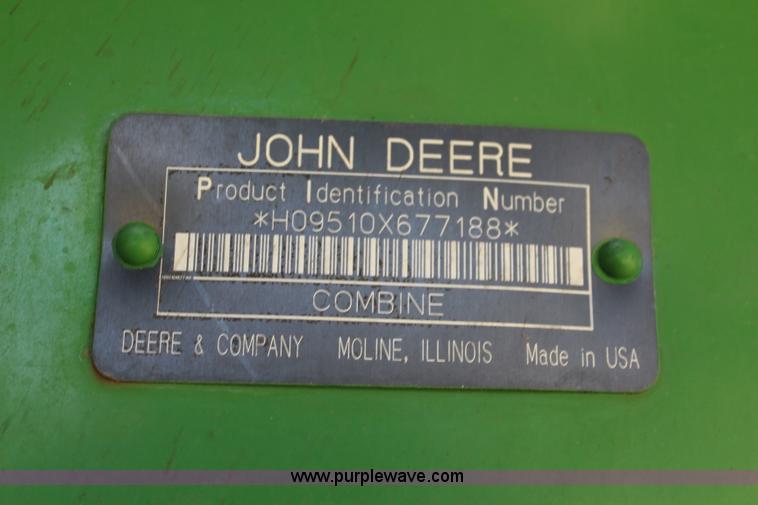 JOHN DEERE
Product Identification Number
*H09510X677188*
COMBINE
DEERE & COMPANY MOLINE, ILLINOIS Made in USA
www.purplewave.com